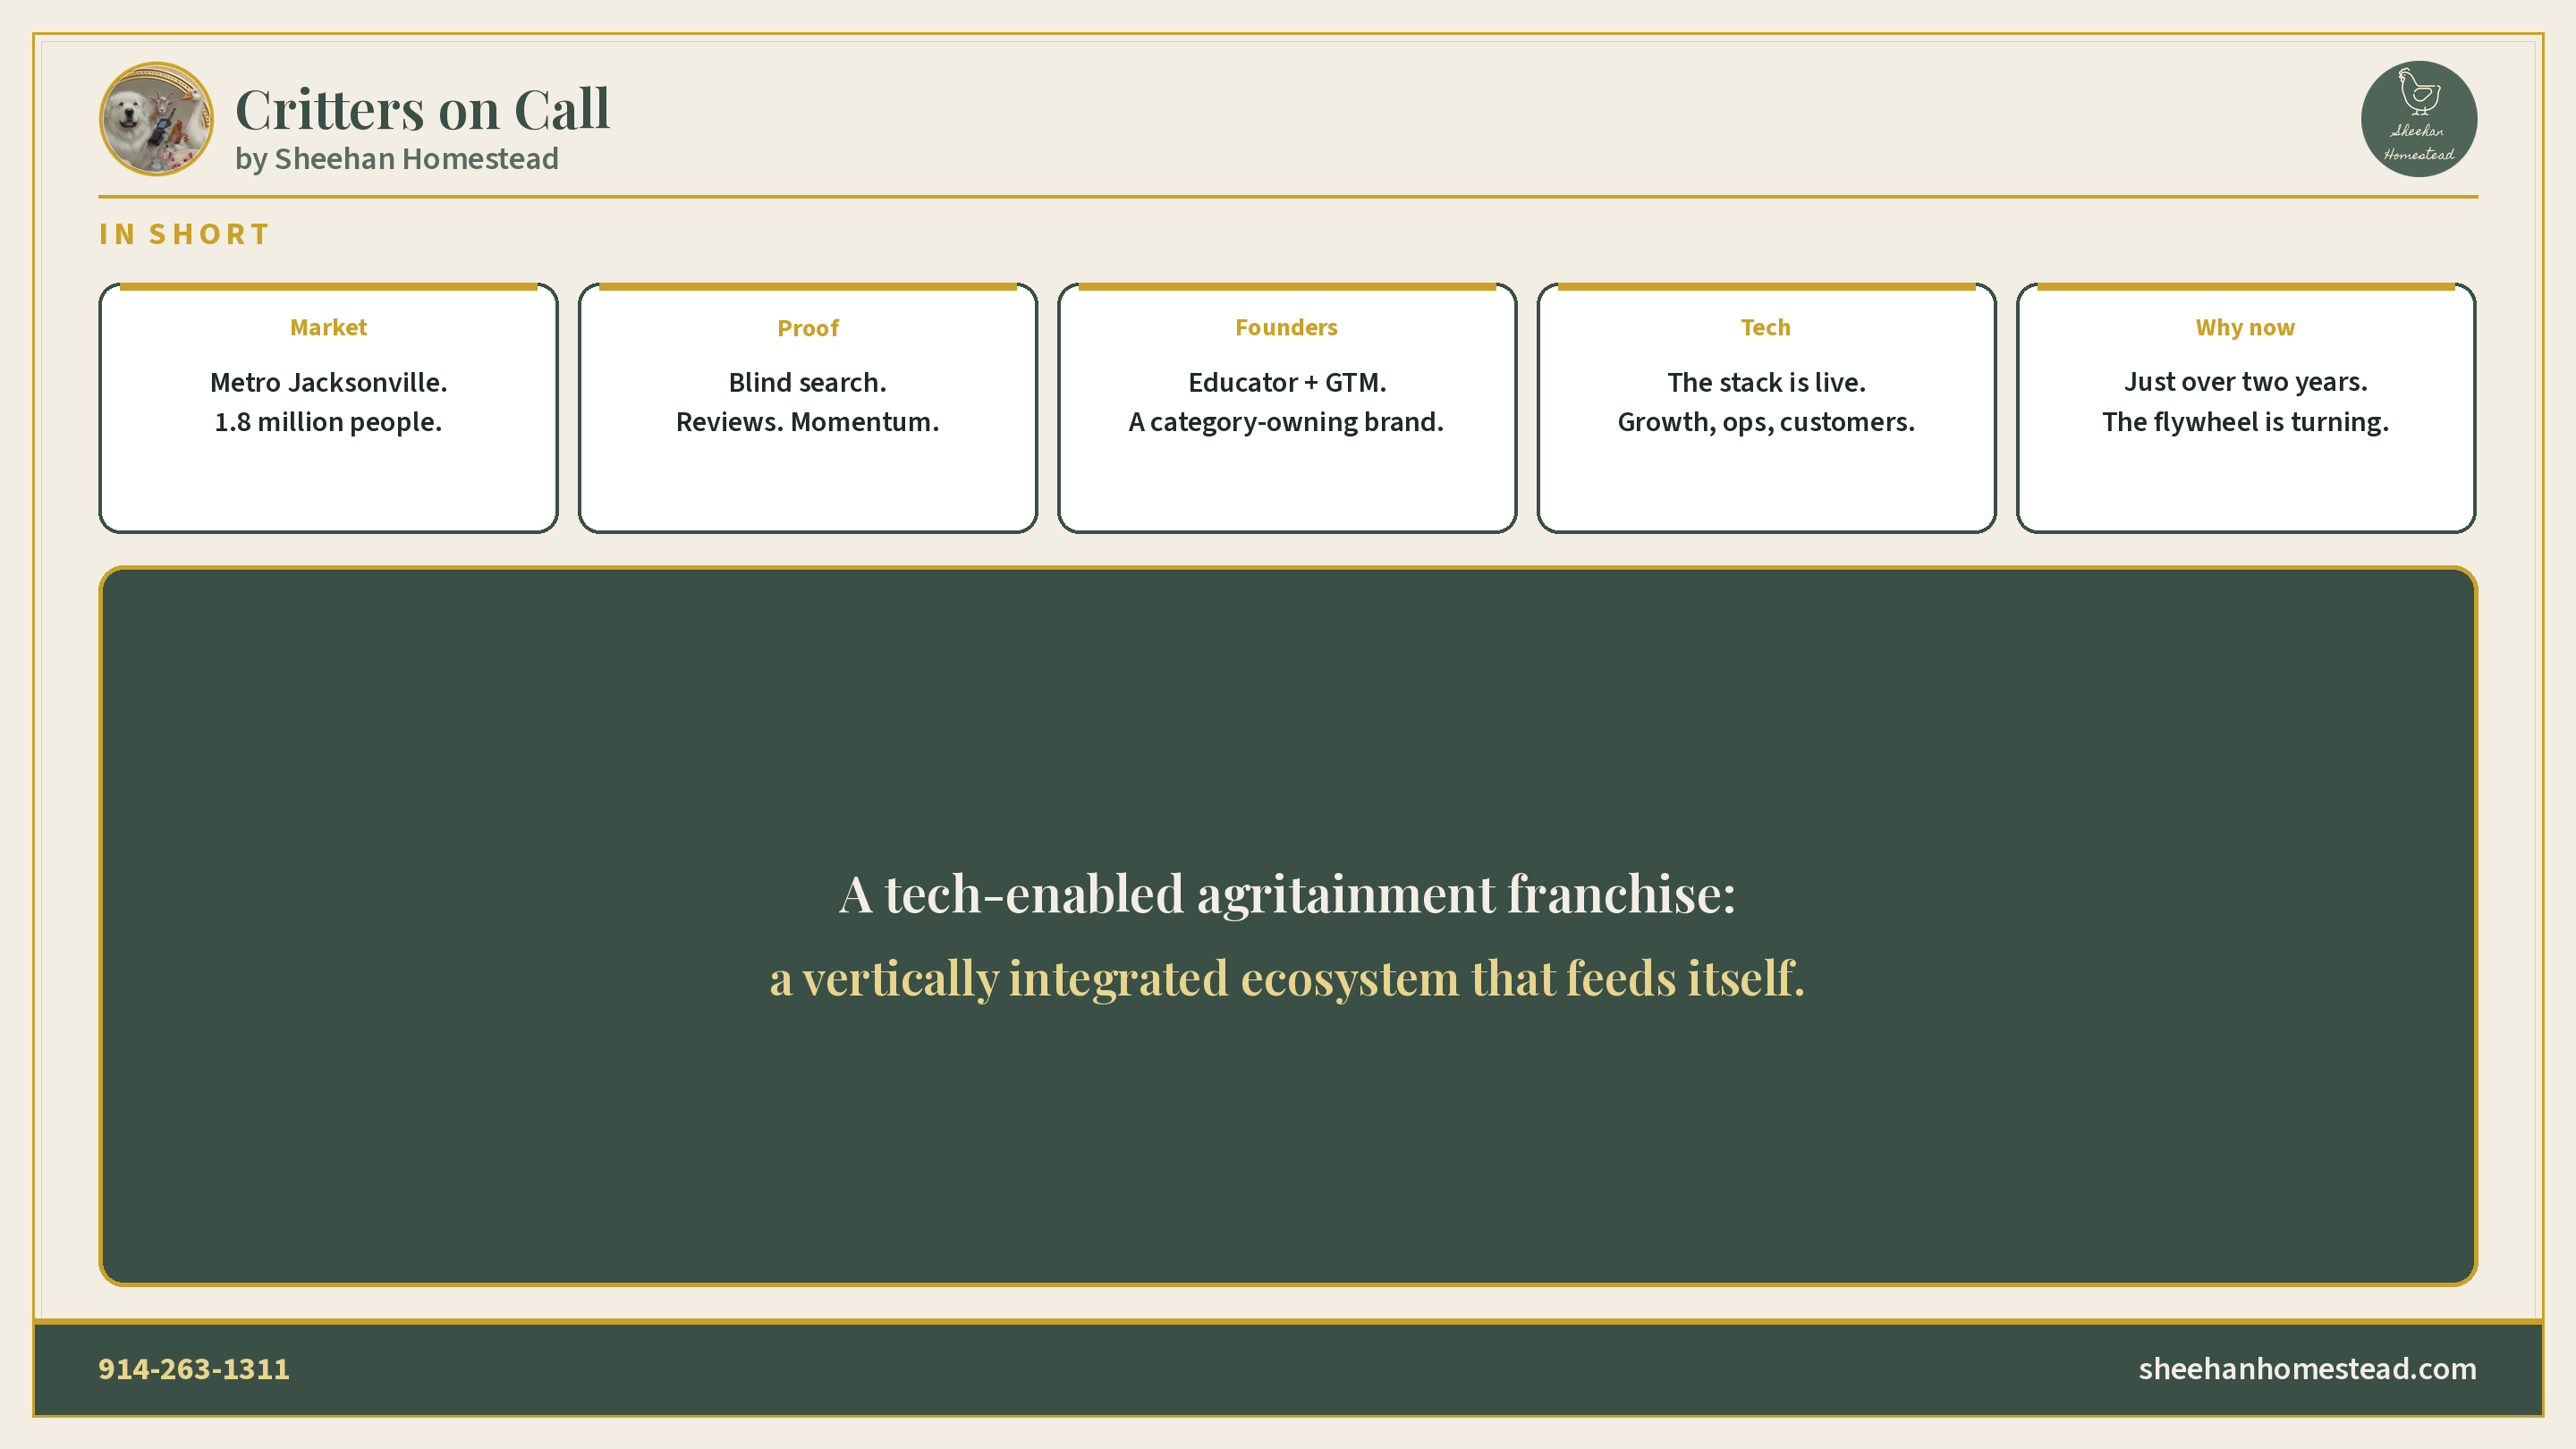 Critters on Call
by Sheehan Homestead
Sheehan
Homestead
IN SHORT
Market
Metro Jacksonville.
1.8 million people.
Proof
Blind search.
Reviews. Momentum.
Founders
Educator + GTM.
A category-owning brand.
Tech
The stack is live.
Growth, ops, customers.
Why now
Just over two years.
The flywheel is turning.
A tech-enabled agritainment franchise:
a vertically integrated ecosystem that feeds itself.
914-263-1311
sheehanhomestead.com